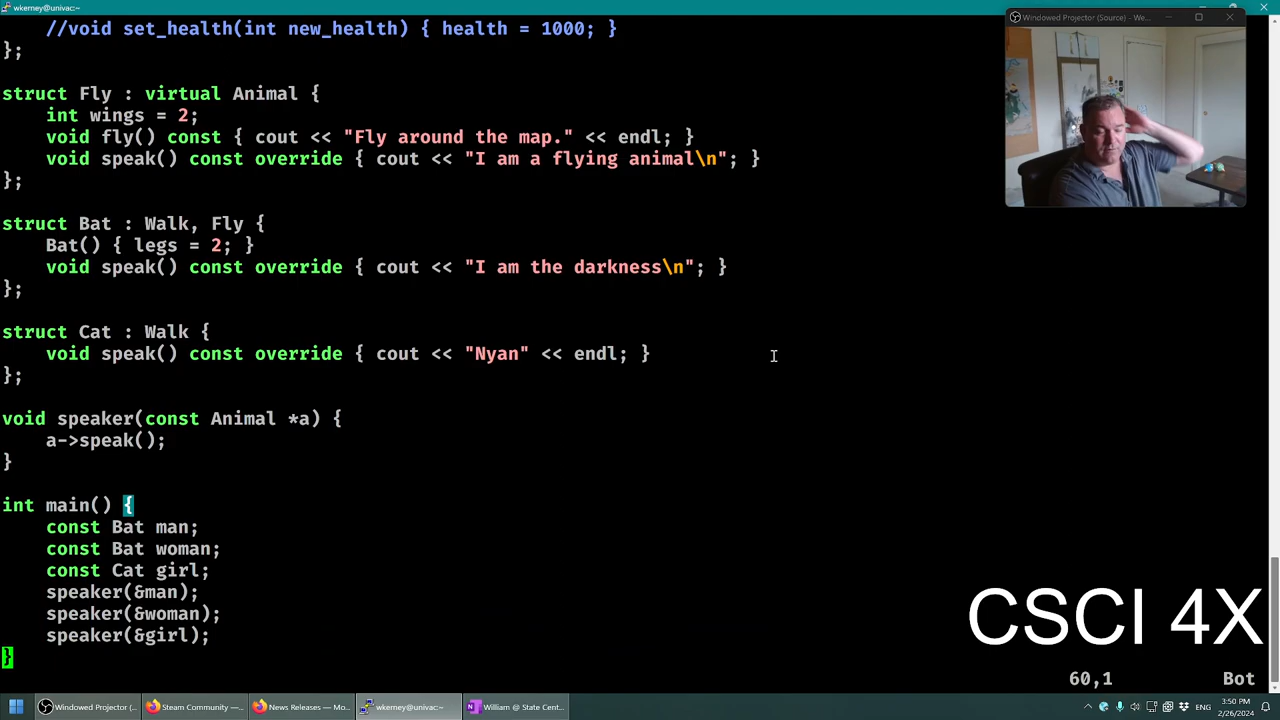 wkerney@univac:~
//void set_health(int new_health) { health = 1000; }
};
struct Fly : virtual Animal {
int wings = 2;
void fly() const { cout << "Fly around the map." << endl; }
void speak() const override { cout << "I am a flying animal\n"; }
};
struct Bat : Walk, Fly {
Bat() { legs = 2; }
void speak() const override { cout << "I am the darkness\n"; }
};
struct Cat : Walk {
void speak() const override { cout << "Nyan" << endl; }
};
void speaker(const Animal *a) {
a->speak();
}
int main() {
const Bat man;
const Bat woman;
const Cat girl;
speaker(&man);
speaker(&woman);
speaker(&girl);
}
60,1 Bot
Windowed Projector (Source) - We...
CSCI 4X
Windowed Projector (...
Steam Community —...
News Releases — Mo...
wkerney@univac:~
William @ State Cent...
ENG
3:50 PM
2/26/2024